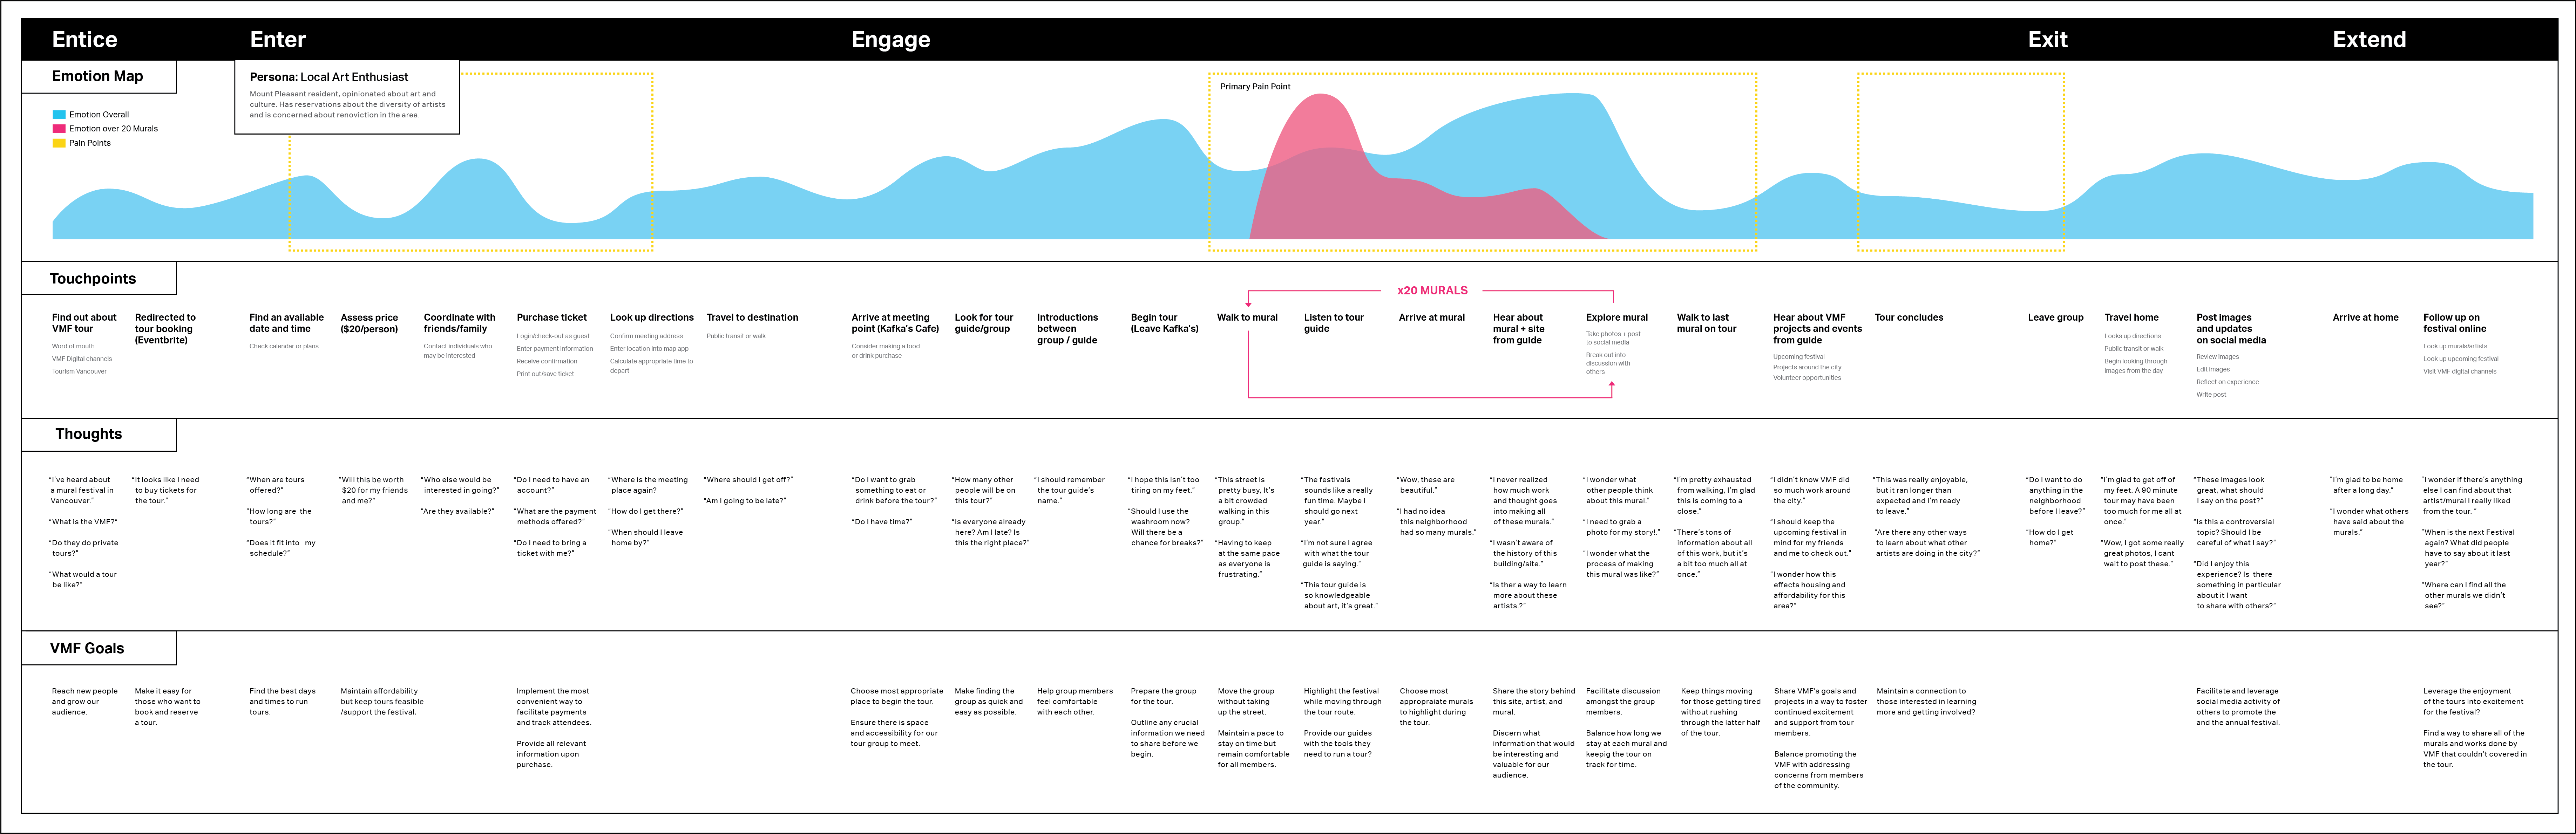 Entice
Enter
Engage
Exit
Extend
Emotion Map
Emotion Overall
Emotion over 20 Murals
Pain Points
Persona: Local Art Enthusiast
Mount Pleasant resident, opinionated about art and
culture. Has reservations about the diversity of artists
and is concerned about renoviction in the area.
Primary Pain Point
Touchpoints
x20 MURALS
Find out about
VMF tour
Word of mouth
VMF Digital channels
Tourism Vancouver
Redirected to
tour booking
(Eventbrite)
Find an available
date and time
Check calendar or plans
Assess price
($20/person)
Coordinate with
friends/family
Contact individuals who
may be interested
Purchase ticket
Login/check-out as guest
Enter payment information
Receive confirmation
Print out/save ticket
Look up directions
Confirm meeting address
Enter location into map app
Calculate appropriate time to
depart
Travel to destination
Public transit or walk
Arrive at meeting
point (Kafka's Cafe)
Consider making a food
or drink purchase
Look for tour
guide/group
Introductions
between
group / guide
Begin tour
(Leave Kafka's)
Walk to mural
Listen to tour
guide
Arrive at mural
Hear about
mural + site
from guide
Explore mural
Take photos + post
to social media
Break out into
discussion with
others
Walk to last
mural on tour
Hear about VMF
projects and events
from guide
Upcoming festival
Projects around the city
Volunteer opportunities
Tour concludes
Leave group
Travel home
Looks up directions
Public transit or walk
Begin looking through
images from the day
Post images
and updates
on social media
Review images
Edit images
Reflect on experience
Write post
Arrive at home
Follow up on
festival online
Look up murals/artists
Look up upcoming festival
Visit VMF digital channels
Thoughts
"I've heard about
a mural festival in
Vancouver."
"What is the VMF?"
"Do they do private
tours?"
"What would a tour
be like?"
"It looks like I need
to buy tickets for
the tour."
"When are tours
offered?"
"How long are the
tours?"
"Does it fit into my
schedule?"
"Will this be worth
$20 for my friends
and me?"
"Who else would be
interested in going?"
"Are they available?"
"Do I need to have an
account?"
"What are the payment
methods offered?"
"Do I need to bring a
ticket with me?"
"Where is the meeting
place again?
"How do I get there?"
"When should I leave
home by?"
"Where should I get off?"
"Am I going to be late?"
"Do I want to grab
something to eat or
drink before the tour?"
"Do I have time?"
"How many other
people will be on
this tour?"
"Is everyone already
here? Am I late? Is
this the right place?"
"I should remember
the tour guide's
name."
"I hope this isn't too
tiring on my feet."
"Should I use the
washroom now?
Will there be a
chance for breaks?"
"This street is
pretty busy, It's
a bit crowded
walking in this
group."
"Having to keep
at the same pace
as everyone is
frustrating."
"The festivals
sounds like a really
fun time. Maybe I
should go next
year."
"I'm not sure I agree
with what the tour
guide is saying."
"This tour guide is
so knowledgeable
about art, it's great."
"Wow, these are
beautiful."
"I had no idea
this neighborhood
had so many murals."
"I never realized
how much work
and thought goes
into making all
of these murals."
"I wasn't aware of
the history of this
building/site."
"Is ther a way to learn
more about these
artists.?"
"I wonder what
other people think
about this mural."
"I need to grab a
photo for my story!."
"I wonder what the
process of making
this mural was like?"
"I'm pretty exhausted
from walking, I'm glad
this is coming to a
close."
"There's tons of
information about all
of this work, but it's
a bit too much all at
once."
"I didn't know VMF did
so much work around
the city."
"I should keep the
upcoming festival in
mind for my friends
and me to check out."
"I wonder how this
effects housing and
affordability for this
area?"
"This was really enjoyable,
but it ran longer than
expected and I'm ready
to leave."
"Are there any other ways
to learn about what other
artists are doing in the city?"
"Do I want to do
anything in the
neighborhood
before I leave?"
"How do I get
home?"
"I'm glad to get off of
my feet. A 90 minute
tour may have been
too much for me all at
once."
"Wow, I got some really
great photos, I cant
wait to post these."
"These images look
great, what should
I say on the post?"
"Is this a controversial
topic? Should I be
careful of what I say?"
"Did I enjoy this
experience? Is there
something in particular
about it I want
to share with others?"
"I'm glad to be home
after a long day."
"I wonder what others
have said about the
murals."
"I wonder if there's anything
else I can find about that
artist/mural I really liked
from the tour. "
"When is the next Festival
again? What did people
have to say about it last
year?"
"Where can I find all the
other murals we didn't
see?"
VMF Goals
Reach new people
and grow our
audience.
Make it easy for
those who want to
book and reserve
a tour.
Find the best days
and times to run
tours.
Maintain affordability
but keep tours feasible
/support the festival.
Implement the most
convenient way to
facilitate payments
and track attendees.
Provide all relevant
information upon
purchase.
Choose most appropriate
place to begin the tour.
Ensure there is space
and accessibility for our
tour group to meet.
Make finding the
group as quick and
easy as possible.
Help group members
feel comfortable
with each other.
Prepare the group
for the tour.
Outline any crucial
information we need
to share before we
begin.
Move the group
without taking
up the street.
Maintain a pace to
stay on time but
remain comfortable
for all members.
Highlight the festival
while moving through
the tour route.
Provide our guides
with the tools they
need to run a tour?
Choose most
appropraiate murals
to highlight during
the tour.
Share the story behind
this site, artist, and
mural.
Discern what
information that would
be interesting and
valuable for our
audience.
Facilitate discussion
amongst the group
members.
Balance how long we
stay at each mural and
keepig the tour on
track for time.
Keep things moving
for those getting tired
without rushing
through the latter half
of the tour.
Share VMF's goals and
projects in a way to foster
continued excitement
and support from tour
members.
Balance promoting the
VMF with addressing
concerns from members
of the community.
Maintain a connection to
those interested in learning
more and getting involved?
Facilitate and leverage
social media activity of
others to promote the
and the annual festival.
Leverage the enjoyment
of the tours into excitement
for the festival?
Find a way to share all of the
murals and works done by
VMF that couldn't covered in
the tour.